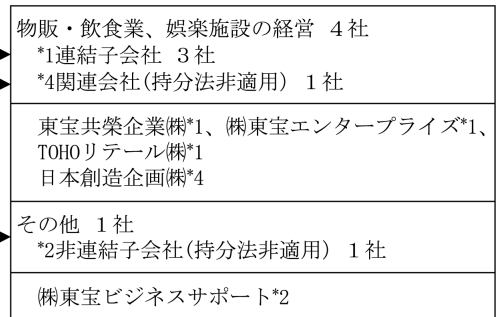 物販・飲食業、娯楽施設の経営 ４社
*1連結子会社 ３社
*4関連会社(持分法非適用) １社
東宝共榮企業㈱*1、㈱東宝エンタープライズ*1、
TOHOリテール㈱*1
日本創造企画㈱*4
その他 １社
*2非連結子会社(持分法非適用) １社
㈱東宝ビジネスサポート*2